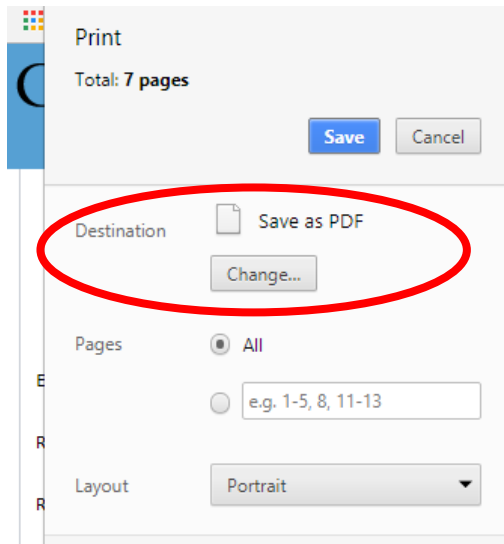 Print
Total: 7 pages
Save Cancel
Destination Save as PDF
Change...
Pages All
e.g. 1-5, 8, 11-13
Layout Portrait
E
R
R